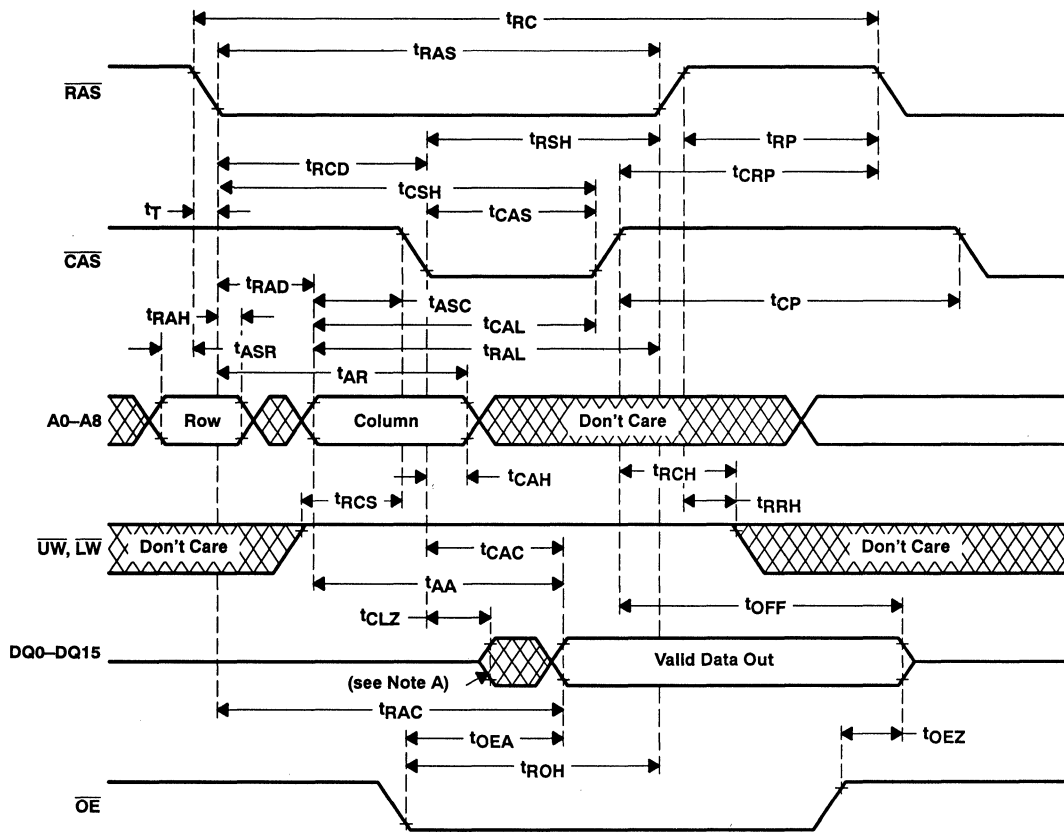 tRC
tRAS
RAS
tRSH
tRP
tRCD
tCRP
tCSH
tT
tCAS
CAS
tRAD
tASC
tCP
tRAH
tCAL
tASR
tRAL
tAR
A0–A8
Row
Column
Don't Care
tCAH
tRCH
tRCS
tRRH
UW, LW
Don't Care
Don't Care
tCAC
tAA
tCLZ
tOFF
DQ0–DQ15
Valid Data Out
(see Note A)
tRAC
tOEA
tOEZ
tROH
OE